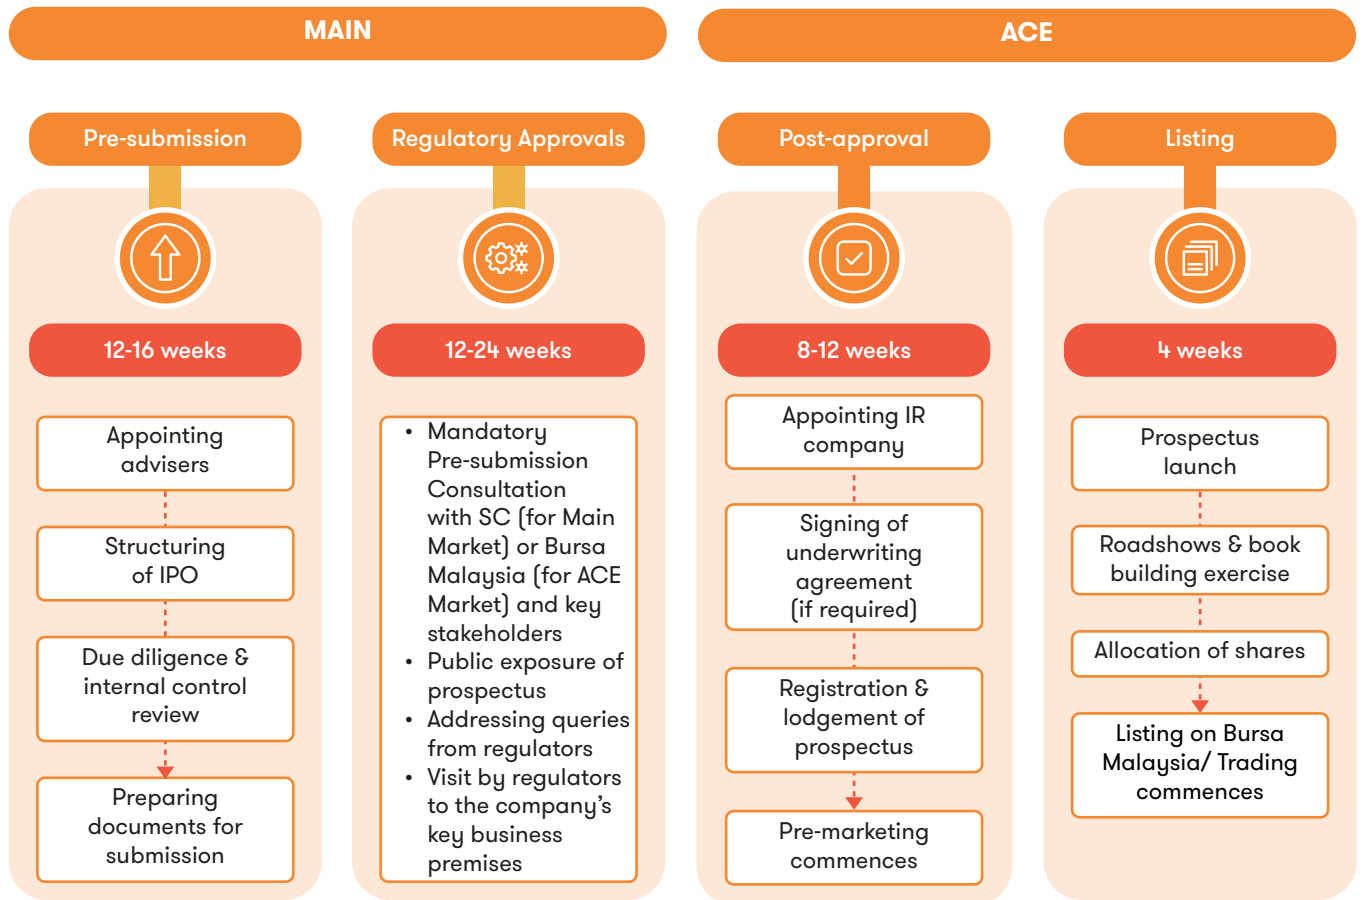 MAIN
ACE
Pre-submission
12-16 weeks
Appointing
advisers
Structuring
of IPO
Due diligence &
internal control
review
Preparing
documents for
submission
Regulatory Approvals
12-24 weeks
• Mandatory
Pre-submission
Consultation
with SC (for Main
Market) or Bursa
Malaysia (for ACE
Market) and key
stakeholders
• Public exposure of
prospectus
• Addressing queries
from regulators
• Visit by regulators
to the company’s
key business
premises
Post-approval
8-12 weeks
Appointing IR
company
Signing of
underwriting
agreement
(if required)
Registration &
lodgement of
prospectus
Pre-marketing
commences
Listing
4 weeks
Prospectus
launch
Roadshows & book
building exercise
Allocation of shares
Listing on Bursa
Malaysia/ Trading
commences